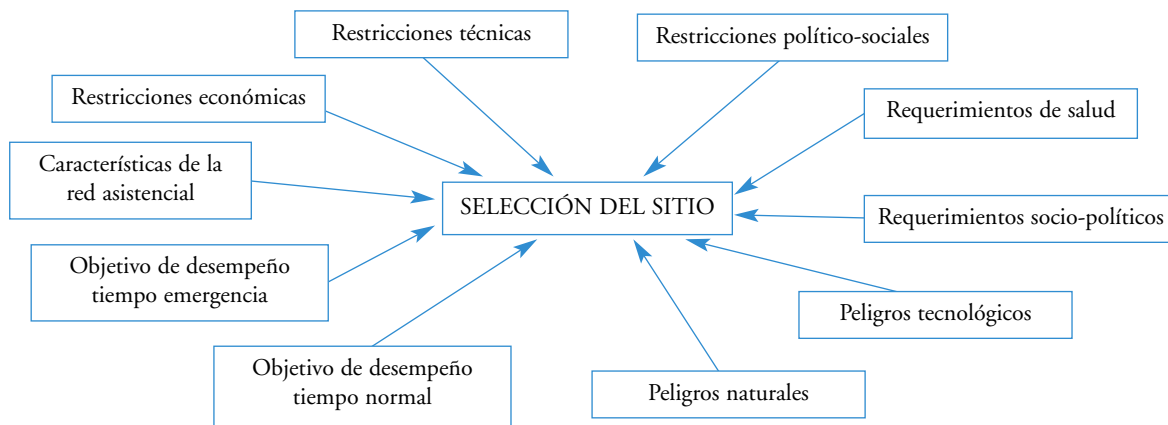 Restricciones técnicas
Restricciones político-sociales
Restricciones económicas
Requerimientos de salud
Características de la
red asistencial
SELECCIÓN DEL SITIO
Requerimientos socio-políticos
Objetivo de desempeño
tiempo emergencia
Peligros tecnológicos
Objetivo de desempeño
tiempo normal
Peligros naturales